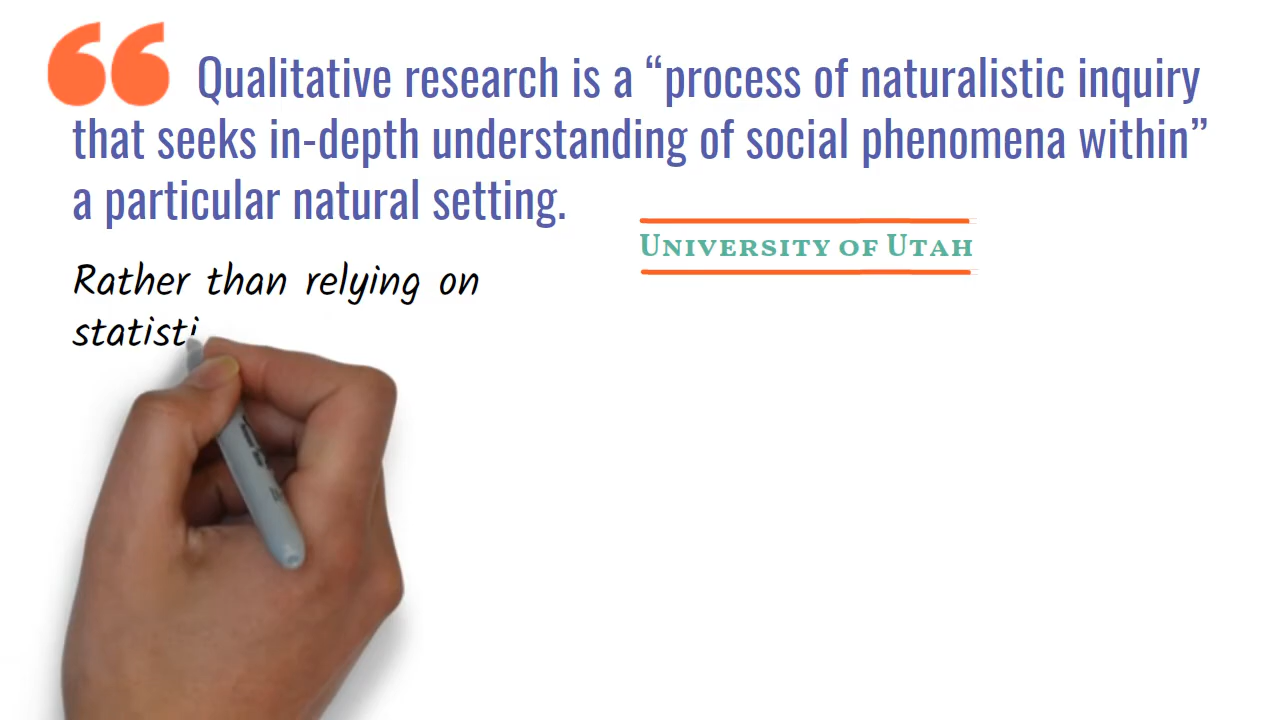 Qualitative research is a “process of naturalistic inquiry
that seeks in-depth understanding of social phenomena within”
a particular natural setting.
University of Utah
Rather than relying on
statisti